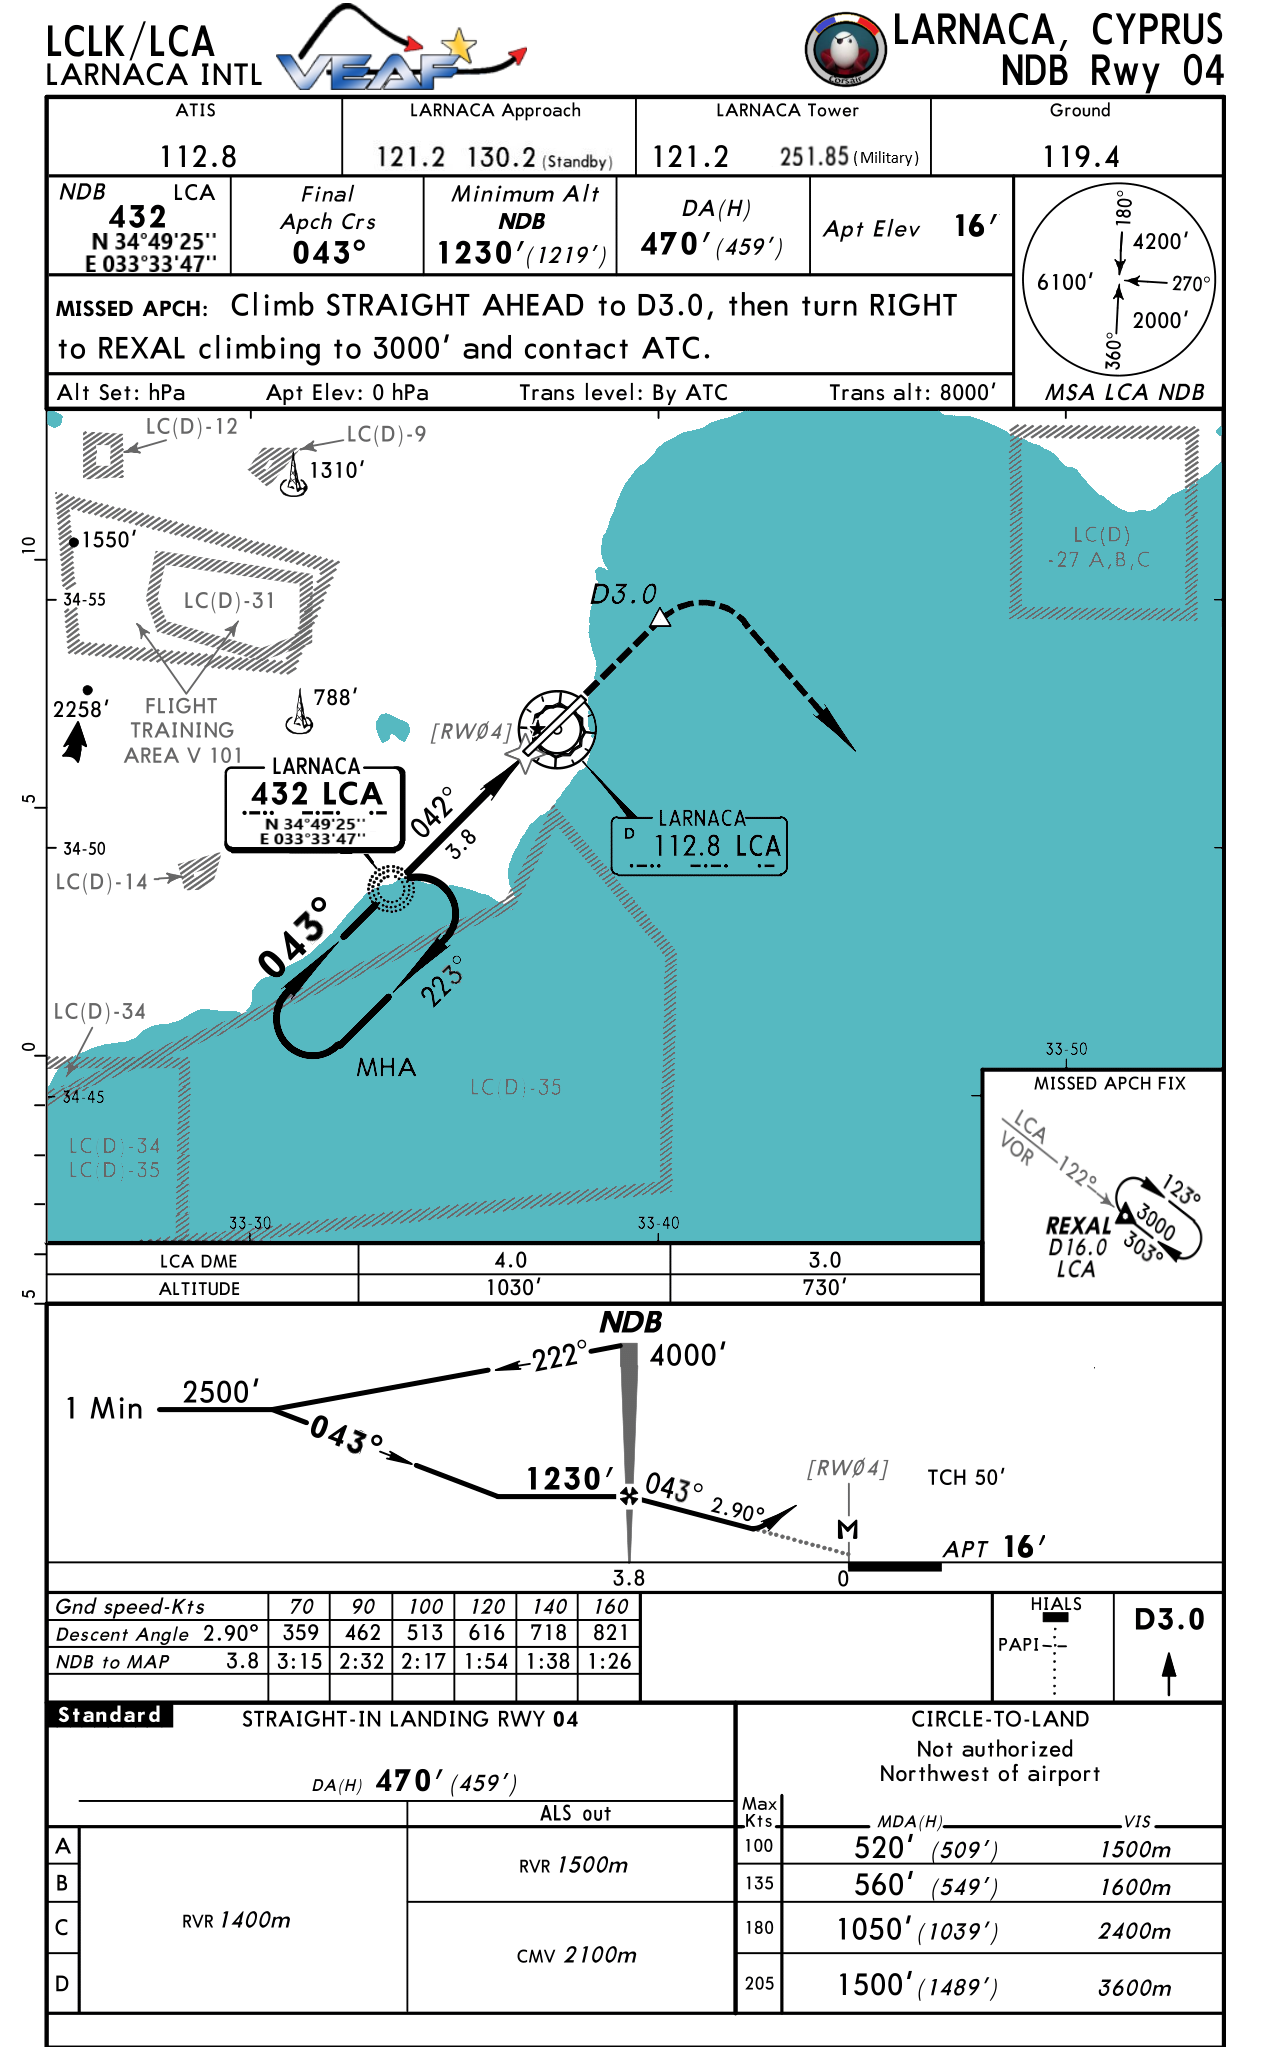 LCLK/LCA
LARNACA INTL
VEAF
Corsair
LARNACA, CYPRUS
NDB Rwy 04
ATIS
112.8
LARNACA Approach
121.2 130.2 (Standby)
LARNACA Tower
121.2 251.85 (Military)
Ground
119.4
NDB LCA
432
N 34°49'25''
E 033°33'47''
Final
Apch Crs
043°
Minimum Alt
NDB
1230' (1219')
DA(H)
470' (459')
Apt Elev 16'
180°
4200'
6100'
270°
2000'
360°
MSA LCA NDB
MISSED APCH: Climb STRAIGHT AHEAD to D3.0, then turn RIGHT
to REXAL climbing to 3000' and contact ATC.
Alt Set: hPa Apt Elev: 0 hPa Trans level: By ATC Trans alt: 8000'
LC(D)-12
LC(D)-9
1310'
1550'
10
34-55
LC(D)-31
LC(D)
-27 A,B,C
D3.0
2258'
FLIGHT
TRAINING
AREA V 101
788'
[RWØ4]
LARNACA
432 LCA
N 34°49'25''
E 033°33'47''
042°
3.8
5
34-50
LARNACA
D 112.8 LCA
LC(D)-14
043°
223°
LC(D)-34
0
MHA
LC(D)-35
34-45
LC(D)-34
LC(D)-35
33-30
33-40
33-50
5
MISSED APCH FIX
LCA
VOR
122°
123°
3000
303°
REXAL
D16.0
LCA
LCA DME 4.0 3.0
ALTITUDE 1030' 730'
NDB
222°
4000'
1 Min 2500'
043°
1230'
043°
2.90°
[RWØ4]
TCH 50'
M
APT 16'
3.8
0
Gnd speed-Kts 70 90 100 120 140 160
Descent Angle 2.90° 359 462 513 616 718 821
NDB to MAP 3.8 3:15 2:32 2:17 1:54 1:38 1:26
HIALS
PAPI
D3.0
Standard
STRAIGHT-IN LANDING RWY 04
DA(H) 470' (459')
ALS out
A
B
C
D
RVR 1400m
RVR 1500m
CMV 2100m
CIRCLE-TO-LAND
Not authorized
Northwest of airport
Max
Kts MDA(H) VIS
100 520' (509') 1500m
135 560' (549') 1600m
180 1050' (1039') 2400m
205 1500' (1489') 3600m